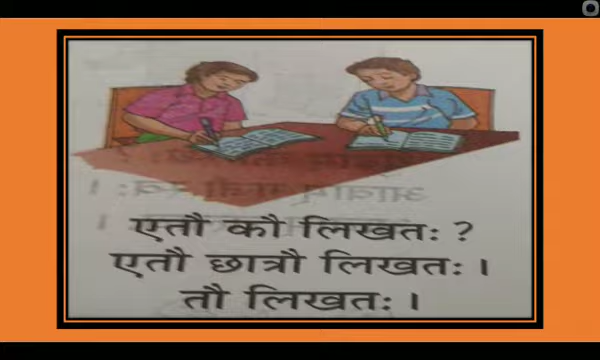 एतौ कौ लिखतः ?
एतौ छात्रौ लिखतः ।
तौ लिखतः ।